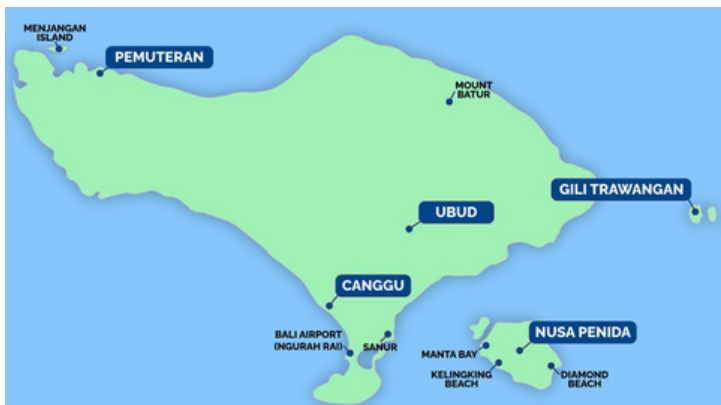 MENJANGAN
ISLAND
PEMUTERAN
MOUNT
BATUR
GILI TRAWANGAN
UBUD
CANGGU
BALI AIRPORT
(NGURAH RAI)
SANUR
NUSA PENIDA
MANTA BAY
KELINGKING
BEACH
DIAMOND
BEACH